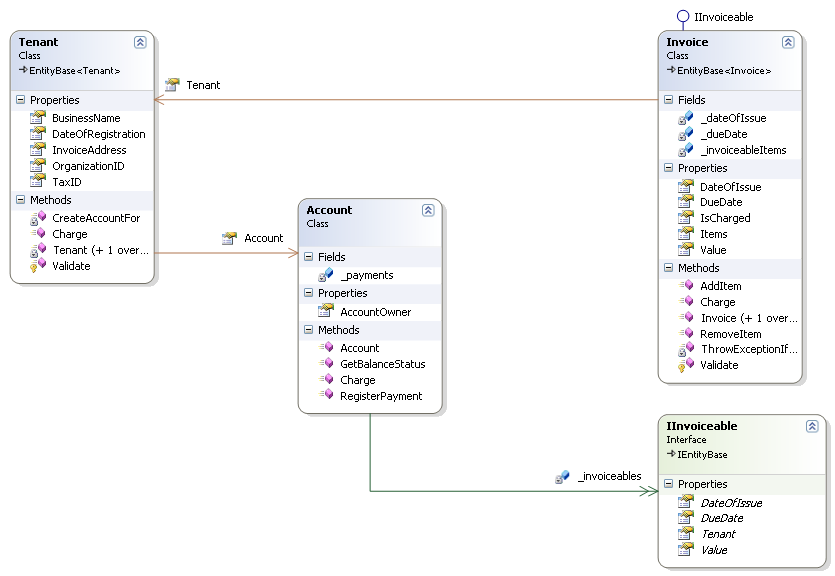 Tenant
Class
EntityBase<Tenant>
Properties
BusinessName
DateOfRegistration
InvoiceAddress
OrganizationID
TaxID
Methods
CreateAccountFor
Charge
Tenant (+ 1 over...
Validate
Tenant
Account
Account
Class
Fields
_payments
Properties
AccountOwner
Methods
Account
GetBalanceStatus
Charge
RegisterPayment
IInvoiceable
Invoice
Class
EntityBase<Invoice>
Fields
_dateOfIssue
_dueDate
_invoiceableItems
Properties
DateOfIssue
DueDate
IsCharged
Items
Value
Methods
AddItem
Charge
Invoice (+ 1 over...
RemoveItem
ThrowExceptionIf...
Validate
_invoiceables
IInvoiceable
Interface
IEntityBase
Properties
DateOfIssue
DueDate
Tenant
Value